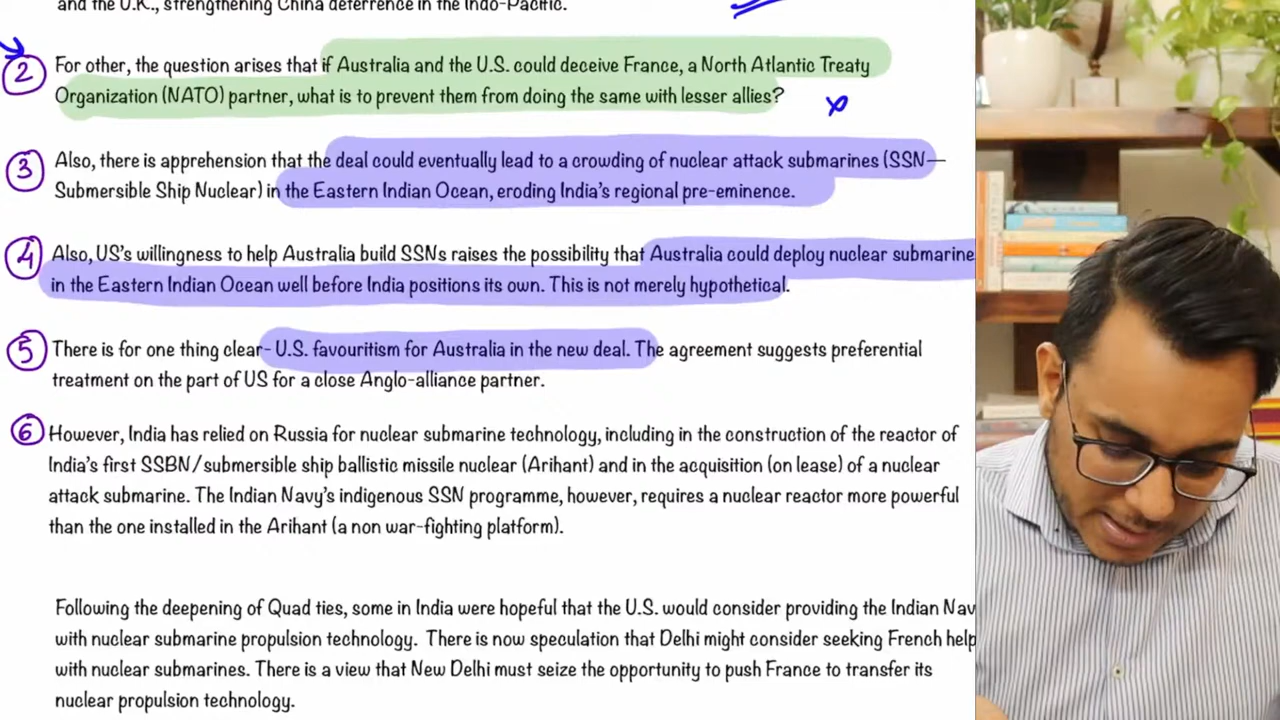 and the U.K., strengthening China deterrence in the Indo-Pacific.
2 For other, the question arises that if Australia and the U.S. could deceive France, a North Atlantic Treaty
Organization (NATO) partner, what is to prevent them from doing the same with lesser allies?
3 Also, there is apprehension that the deal could eventually lead to a crowding of nuclear attack submarines (SSN—
Submersible Ship Nuclear) in the Eastern Indian Ocean, eroding India's regional pre-eminence.
4 Also, US's willingness to help Australia build SSNs raises the possibility that Australia could deploy nuclear submarine
in the Eastern Indian Ocean well before India positions its own. This is not merely hypothetical.
5 There is for one thing clear- U.S. favouritism for Australia in the new deal. The agreement suggests preferential
treatment on the part of US for a close Anglo-alliance partner.
6 However, India has relied on Russia for nuclear submarine technology, including in the construction of the reactor of
India's first SSBN/submersible ship ballistic missile nuclear (Arihant) and in the acquisition (on lease) of a nuclear
attack submarine. The Indian Navy's indigenous SSN programme, however, requires a nuclear reactor more powerful
than the one installed in the Arihant (a non war-fighting platform).
Following the deepening of Quad ties, some in India were hopeful that the U.S. would consider providing the Indian Nav
with nuclear submarine propulsion technology. There is now speculation that Delhi might consider seeking French help
with nuclear submarines. There is a view that New Delhi must seize the opportunity to push France to transfer its
nuclear propulsion technology.